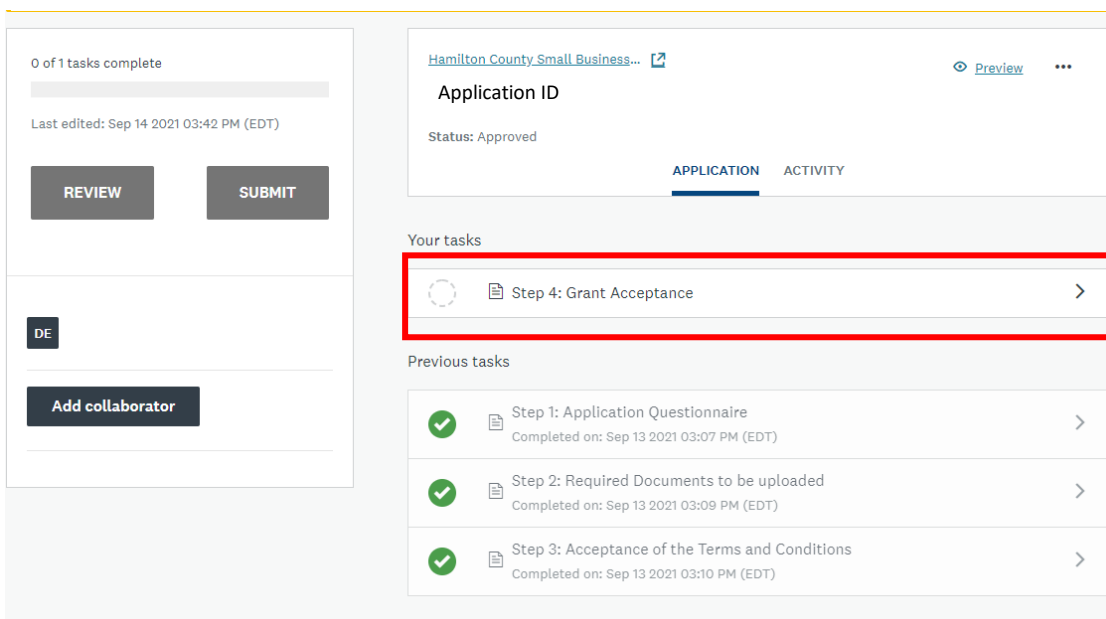 0 of 1 tasks complete
Last edited: Sep 14 2021 03:42 PM (EDT)
REVIEW
SUBMIT
DE
Add collaborator
Hamilton County Small Business...
Preview
Application ID
Status: Approved
APPLICATION
ACTIVITY
Your tasks
Step 4: Grant Acceptance
Previous tasks
Step 1: Application Questionnaire
Completed on: Sep 13 2021 03:07 PM (EDT)
Step 2: Required Documents to be uploaded
Completed on: Sep 13 2021 03:09 PM (EDT)
Step 3: Acceptance of the Terms and Conditions
Completed on: Sep 13 2021 03:10 PM (EDT)